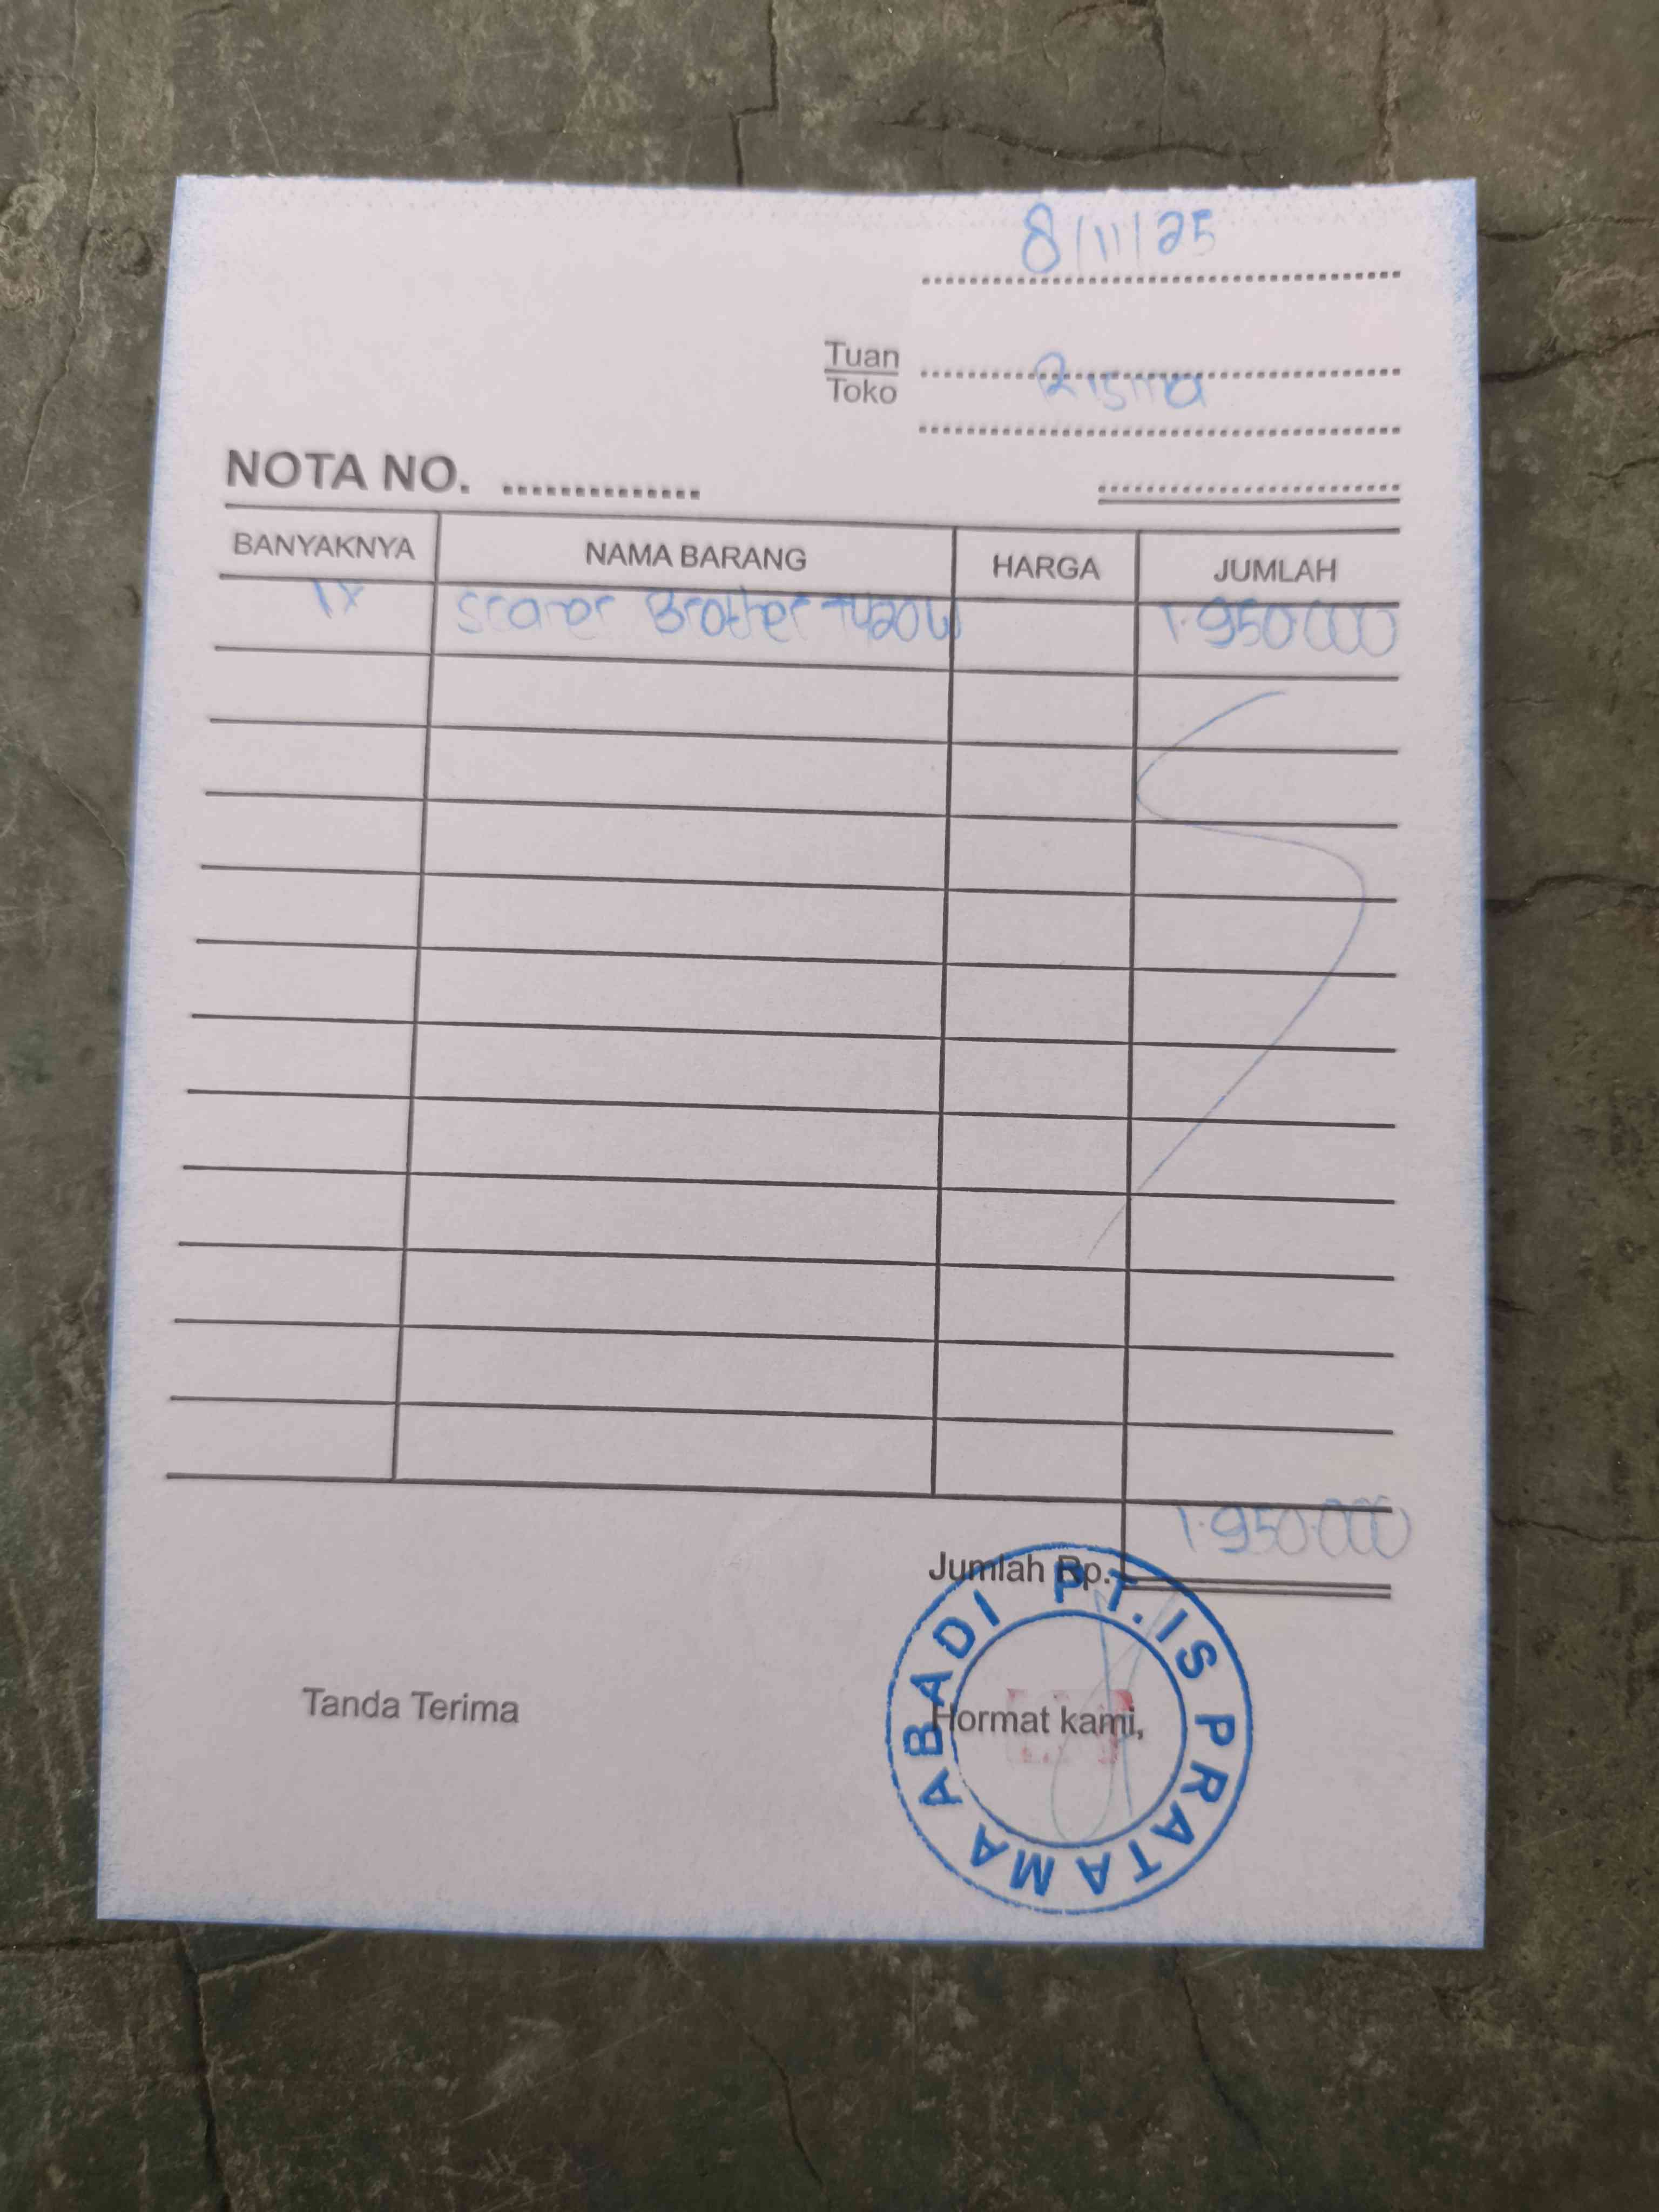 8/11/25
Tuan
Toko
Risma
NOTA NO. ..............
BANYAKNYA NAMA BARANG HARGA JUMLAH
1x Scaner Brother T420W 1.950.000
1.950.000
Jumlah Rp.
PT. IS PRATAMA ABADI
Tanda Terima Hormat kami,